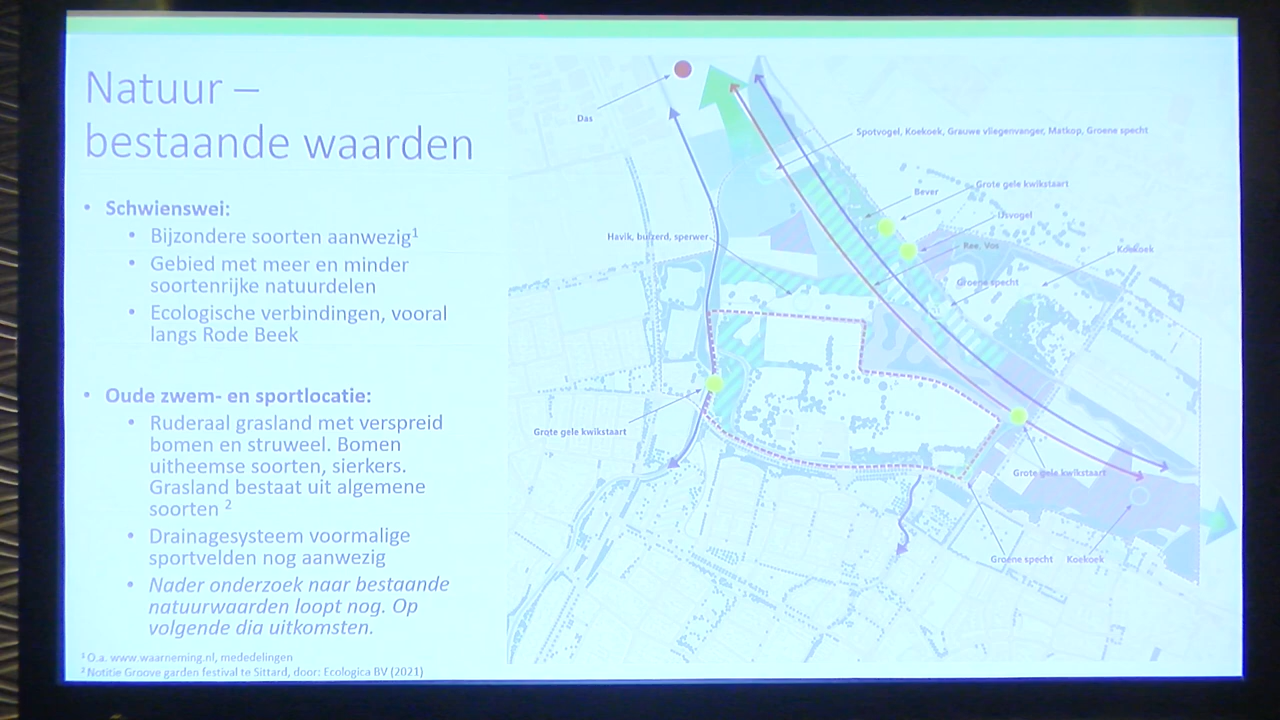 Natuur –
bestaande waarden
• Schwienswei:
• Bijzondere soorten aanwezig¹
• Gebied met meer en minder
soortenrijke natuurdelen
• Ecologische verbindingen, vooral
langs Rode Beek
• Oude zwem- en sportlocatie:
• Ruderaal grasland met verspreid
bomen en struweel. Bomen
uitheemse soorten, sierkers.
Grasland bestaat uit algemene
soorten ²
• Drainagesysteem voormalige
sportvelden nog aanwezig
• Nader onderzoek naar bestaande
natuurwaarden loopt nog. Op
volgende dia uitkomsten.
¹ O.a. www.waarneming.nl, mededelingen
² Notitie Groove garden festival te Sittard, door: Ecologica BV (2021)
Das
Spotvogel, Koekoek, Grauwe vliegenvanger, Matkop, Groene specht
Bever
Grote gele kwikstaart
IJsvogel
Havik, buizerd, sperwer
Ree, Vos
Koekoek
Groene specht
Grote gele kwikstaart
Grote gele kwikstaart
Groene specht
Koekoek